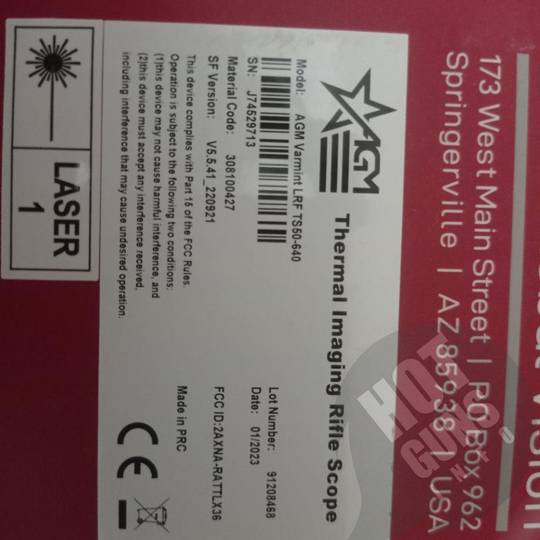 173 West Main Street | PO Box 962
Springerville | AZ 85938 | USA
AGM
Thermal Imaging Rifle Scope
Model: AGM Varmint LRF TS50-640
SN: J74529713
Material Code: 308100427
SF Version: V5.5.41_220921
Lot Number: 91208468
Date: 01/2023
FCC ID:2AXNA-RATTLX36
This device complies with Part 15 of the FCC Rules.
Operation is subject to the following two conditions:
(1)this device may not cause harmful interference, and
(2)this device must accept any interference received,
including interference that may cause undesired operation.
Made in PRC
CE
LASER
1
HOT
GUNS